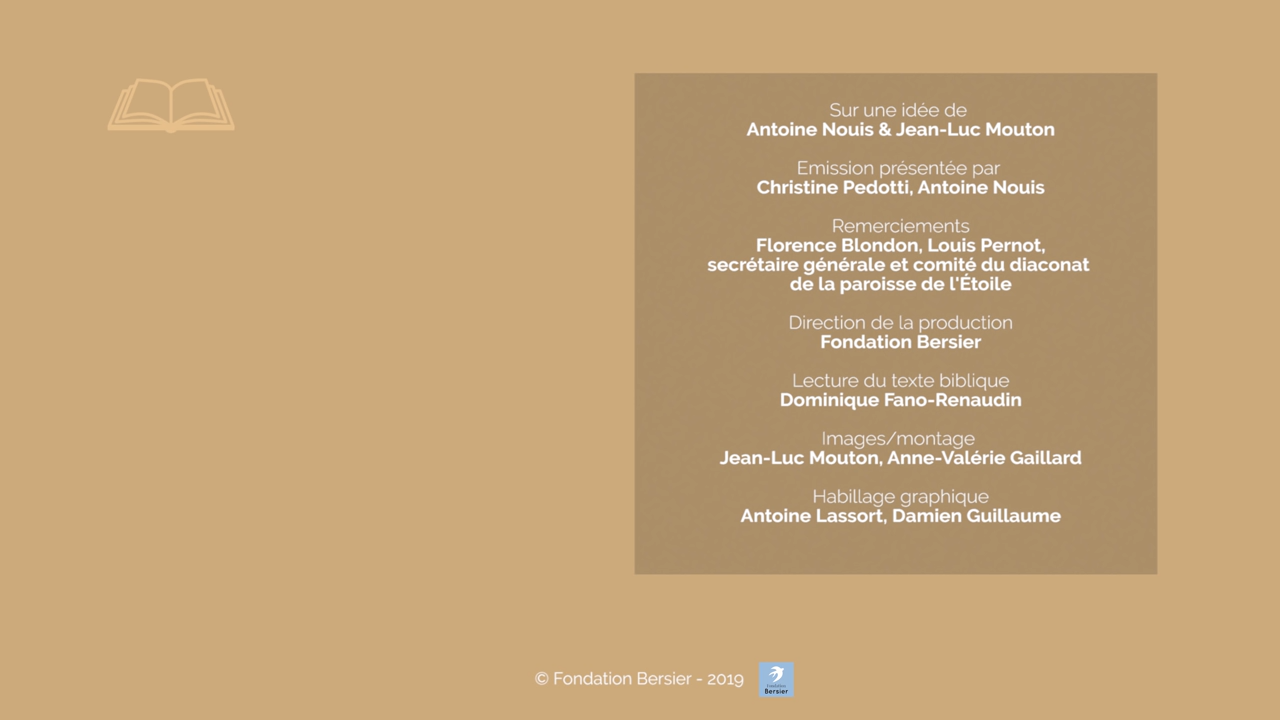 Sur une idée de
Antoine Nouis & Jean-Luc Mouton
Emission présentée par
Christine Pedotti, Antoine Nouis
Remerciements
Florence Blondon, Louis Pernot,
secrétaire générale et comité du diaconat
de la paroisse de l'Étoile
Direction de la production
Fondation Bersier
Lecture du texte biblique
Dominique Fano-Renaudin
Images/montage
Jean-Luc Mouton, Anne-Valérie Gaillard
Habillage graphique
Antoine Lassort, Damien Guillaume
© Fondation Bersier - 2019
Fondation
Bersier